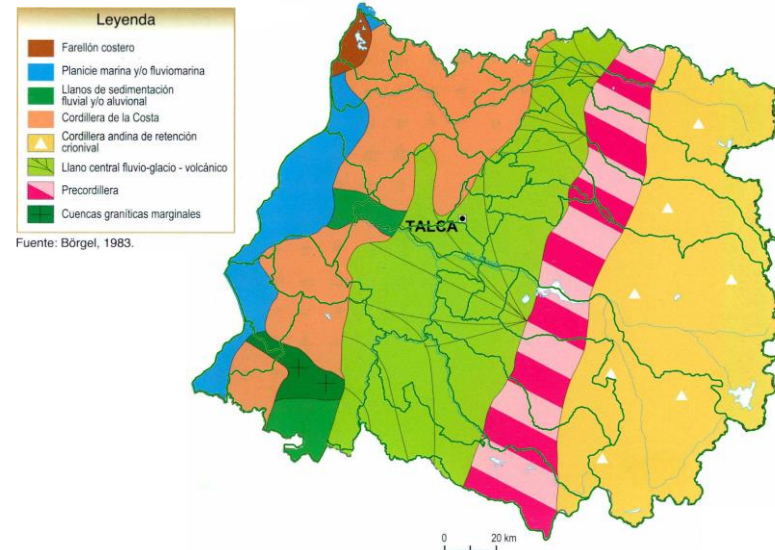 Leyenda
Farellón costero
Planicie marina y/o fluviomarina
Llanos de sedimentación
fluvial y/o aluvional
Cordillera de la Costa
Cordillera andina de retención
crionival
Llano central fluvio-glacio - volcánico
Precordillera
Cuencas graníticas marginales
Fuente: Börgel, 1983.
TALCA
0 20 km